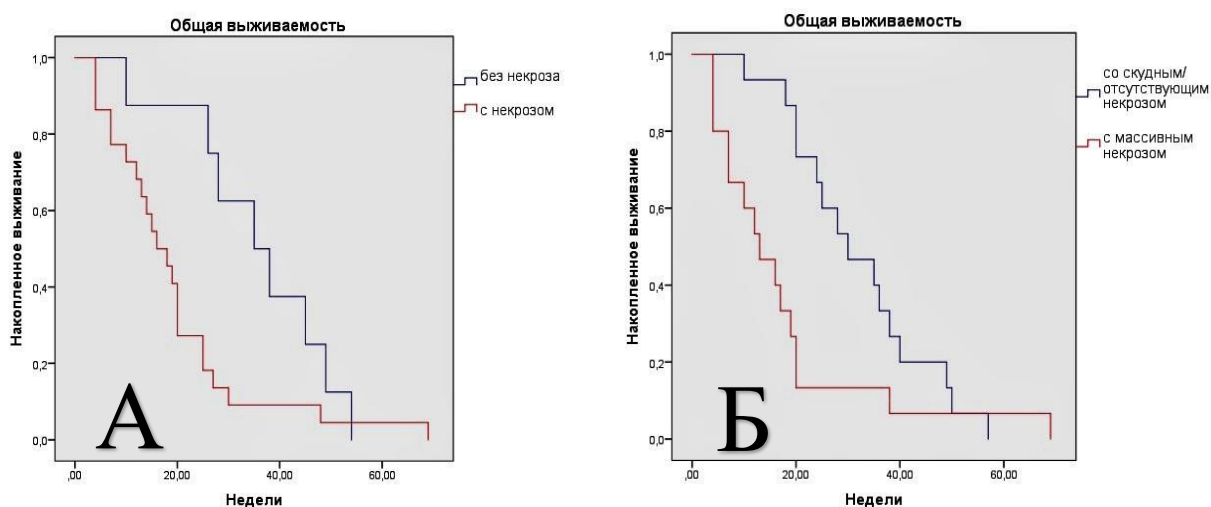 Общая выживаемость
без некроза
с некрозом
Накопленное выживание
1,0
0,8
0,6
0,4
0,2
0,0
,00
20,00
40,00
60,00
Недели
А
Общая выживаемость
со скудным/
отсутствующим
некрозом
с массивным
некрозом
Накопленное выживание
1,0
0,8
0,6
0,4
0,2
0,0
,00
20,00
40,00
60,00
Недели
Б